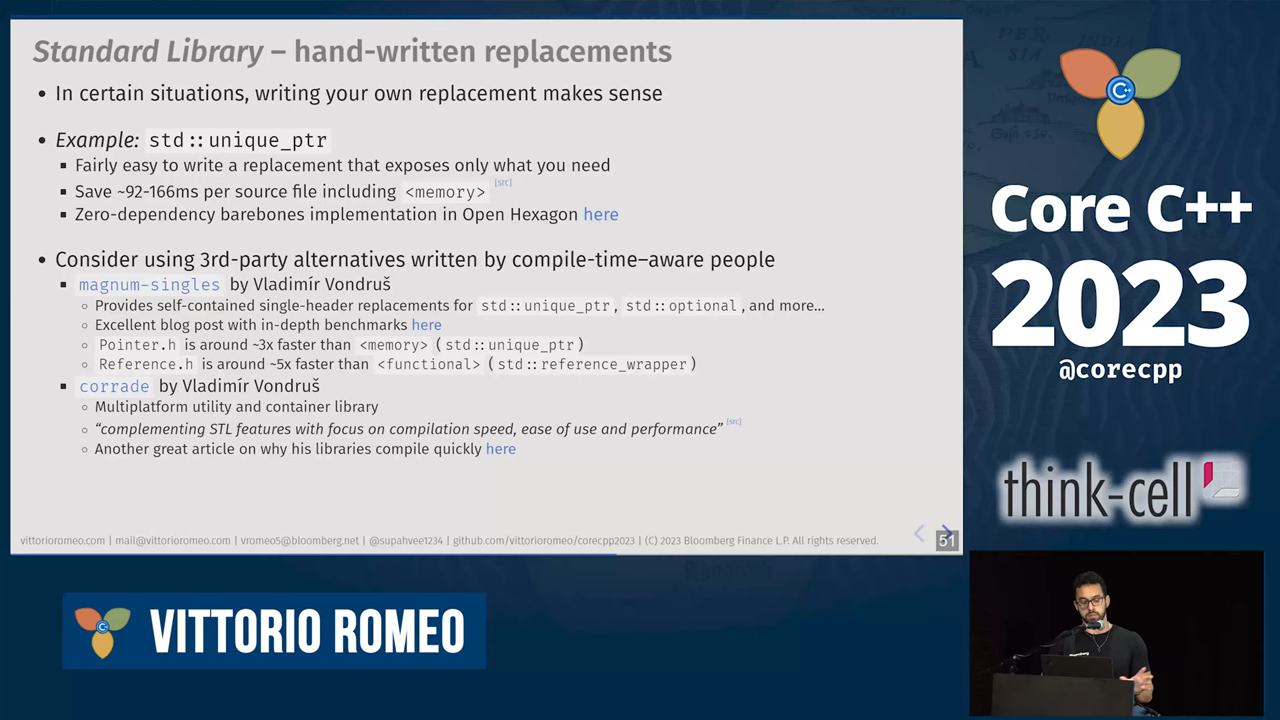 Standard Library – hand-written replacements
• In certain situations, writing your own replacement makes sense
• Example: std::unique_ptr
▪ Fairly easy to write a replacement that exposes only what you need
▪ Save ~92-166ms per source file including <memory> [src]
▪ Zero-dependency barebones implementation in Open Hexagon here
• Consider using 3rd-party alternatives written by compile-time–aware people
▪ magnum-singles by Vladimír Vondruš
○ Provides self-contained single-header replacements for std::unique_ptr, std::optional, and more...
○ Excellent blog post with in-depth benchmarks here
○ Pointer.h is around ~3x faster than <memory> (std::unique_ptr)
○ Reference.h is around ~5x faster than <functional> (std::reference_wrapper)
▪ corrade by Vladimír Vondruš
○ Multiplatform utility and container library
○ “complementing STL features with focus on compilation speed, ease of use and performance” [src]
○ Another great article on why his libraries compile quickly here
vittorioromeo.com | mail@vittorioromeo.com | vromeo5@bloomberg.net | @supahvee1234 | github.com/vittorioromeo/corecpp2023 | (C) 2023 Bloomberg Finance L.P. All rights reserved.
51
C++
Core C++
2023
@corecpp
think-cell
VITTORIO ROMEO